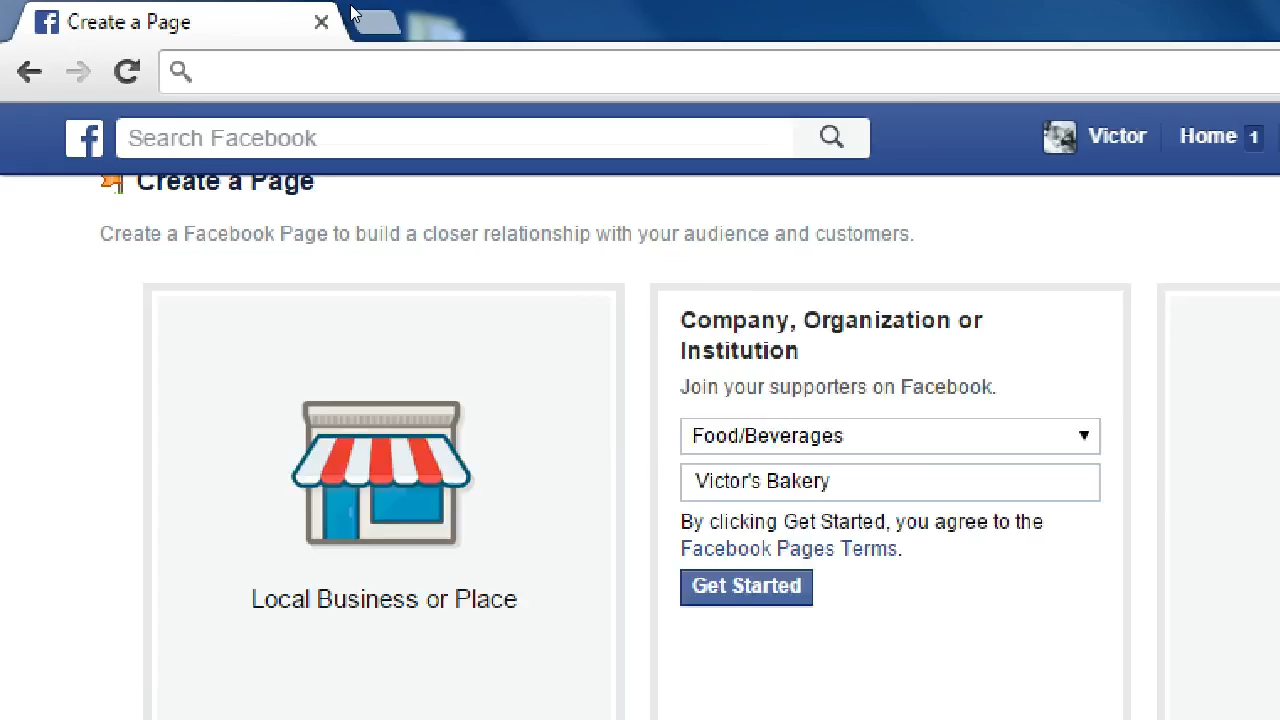 Create a Page
Search Facebook
Victor
Home 1
Create a Page
Create a Facebook Page to build a closer relationship with your audience and customers.
Local Business or Place
Company, Organization or
Institution
Join your supporters on Facebook.
Food/Beverages
Victor's Bakery
By clicking Get Started, you agree to the
Facebook Pages Terms.
Get Started